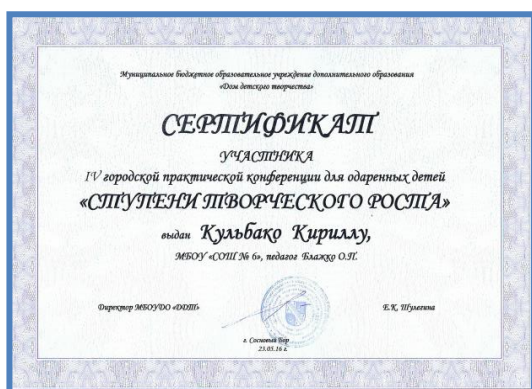 Муниципальное бюджетное образовательное учреждение дополнительного образования
«Дом детского творчества»
СЕРТИФИКАТ
УЧАСТНИКА
IV городской практической конференции для одаренных детей
«СТУПЕНИ ТВОРЧЕСКОГО РОСТА»
выдан Кульбако Кириллу,
МБОУ «СОШ № 6», педагог Блажко О.П.
Директор МБОУДО «ДДТ» Е.К. Шулегина
г. Сосновый Бор
23.03.16 г.